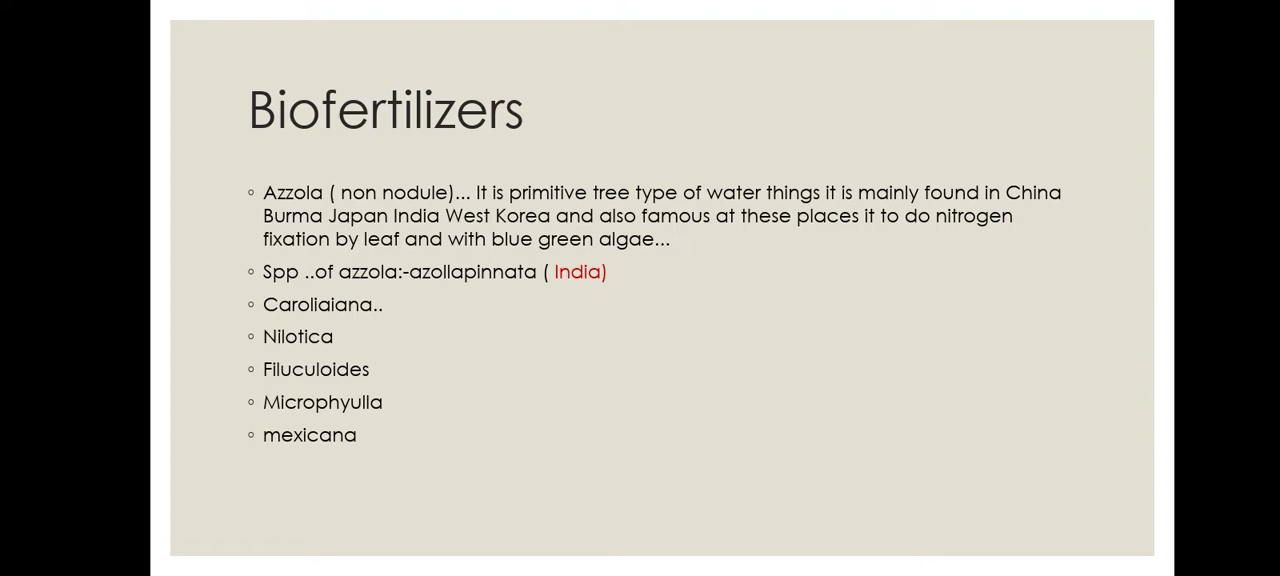 Biofertilizers
◦ Azzola ( non nodule)... It is primitive tree type of water things it is mainly found in China
Burma Japan India West Korea and also famous at these places it to do nitrogen
fixation by leaf and with blue green algae...
◦ Spp ..of azzola:-azollapinnata ( India)
◦ Caroliaiana..
◦ Nilotica
◦ Filuculoides
◦ Microphyulla
◦ mexicana